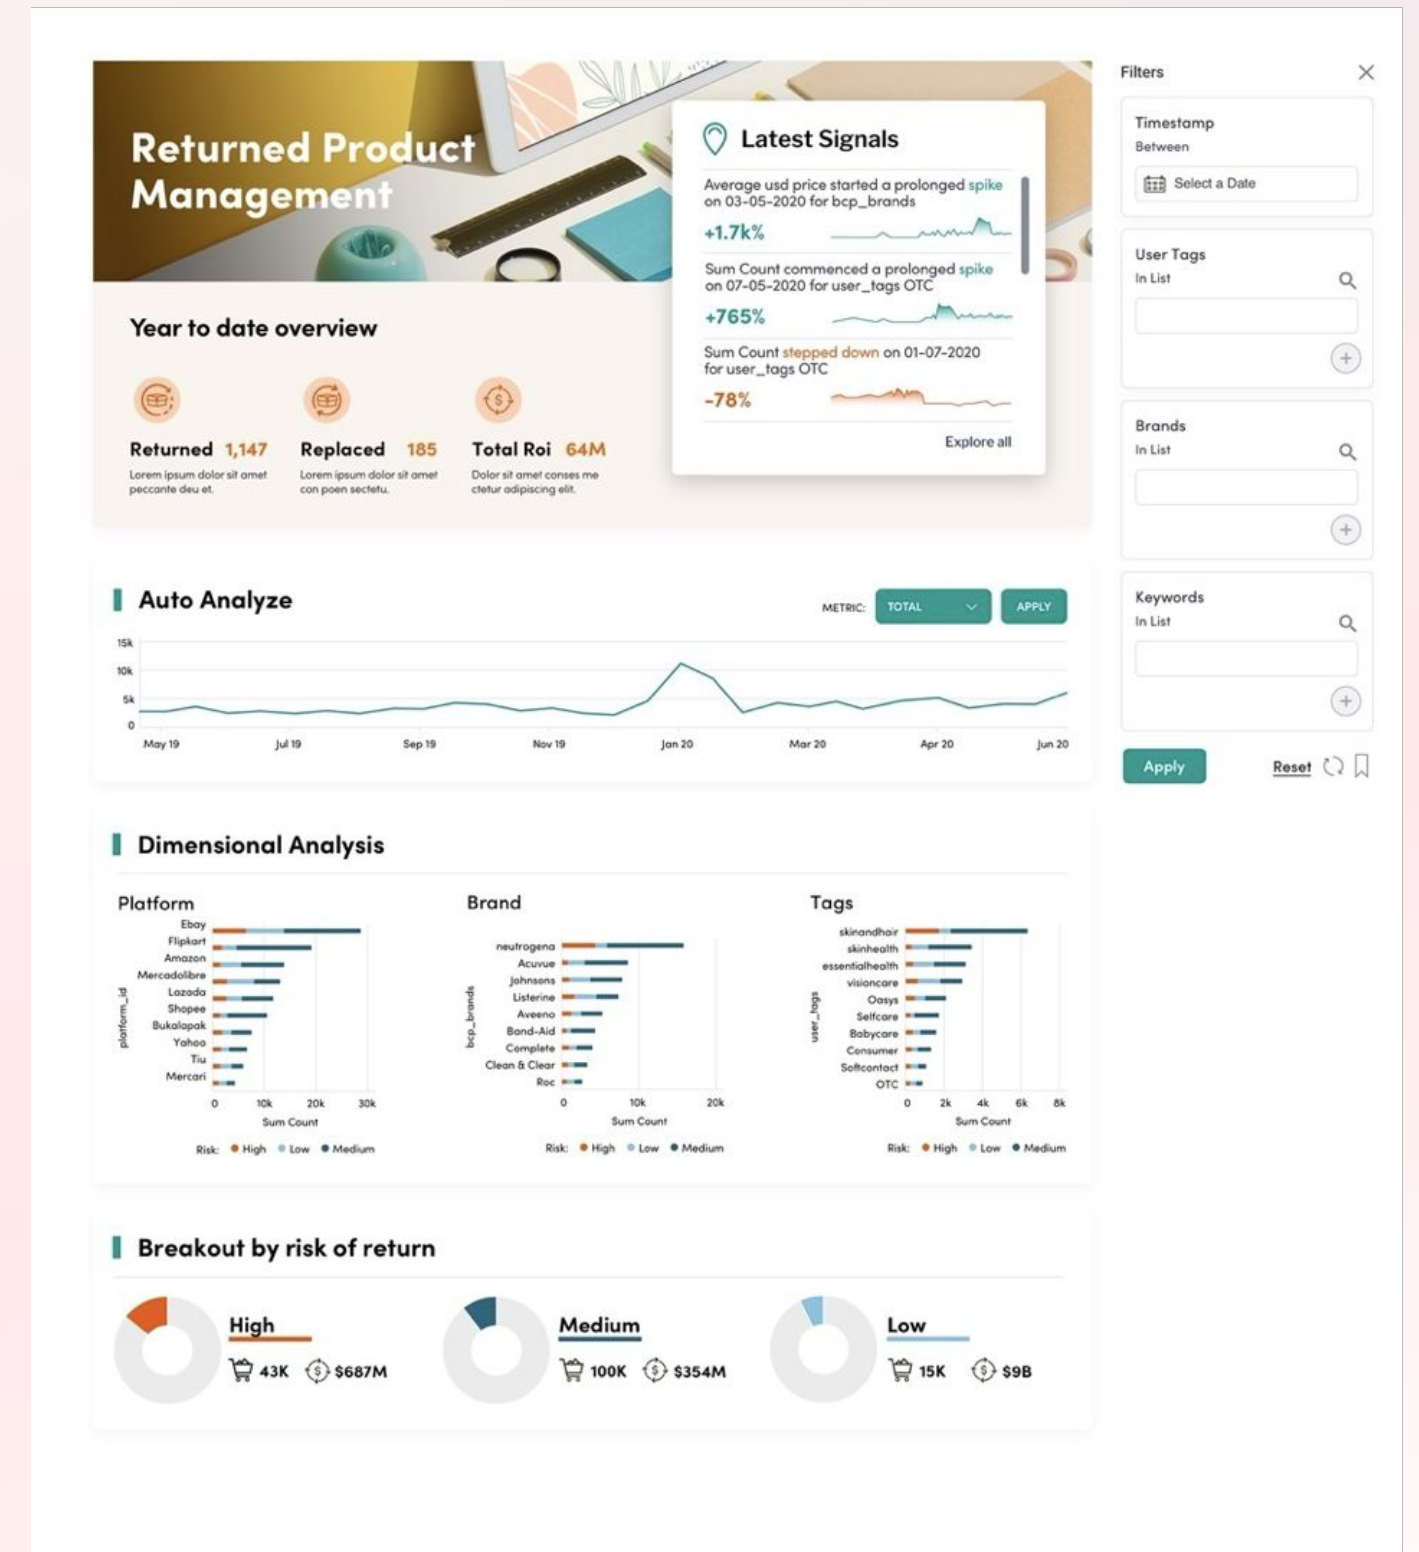 Returned Product
Management
Latest Signals
Average usd price started a prolonged spike
on 03-05-2020 for bcp_brands
+1.7k%
Sum Count commenced a prolonged spike
on 07-05-2020 for user_tags OTC
+765%
Sum Count stepped down on 01-07-2020
for user_tags OTC
-78%
Explore all
Year to date overview
Returned 1,147
Lorem ipsum dolor sit amet
peccante deu et.
Replaced 185
Lorem ipsum dolor sit amet
con poen sectetu.
Total Roi 64M
Dolor sit amet conses me
ctetur adipiscing elit.
Filters
Timestamp
Between
Select a Date
User Tags
In List
Brands
In List
Keywords
In List
Apply
Reset
Auto Analyze
METRIC:
TOTAL
APPLY
15k
10k
5k
0
May 19
Jul 19
Sep 19
Nov 19
Jan 20
Mar 20
Apr 20
Jun 20
Dimensional Analysis
Platform
platform_id
Ebay
Flipkart
Amazon
Mercadolibre
Lazada
Shopee
Bukalapak
Yahoo
Tiu
Mercari
0 10k 20k 30k
Sum Count
Risk: High Low Medium
Brand
bcp_brands
neutrogena
Acuvue
Johnsons
Listerine
Aveeno
Band-Aid
Complete
Clean & Clear
Roc
0 10k 20k
Sum Count
Risk: High Low Medium
Tags
user_tags
skinandhair
skinhealth
essentialhealth
visioncare
Oasys
Selfcare
Babycare
Consumer
Softcontact
OTC
0 2k 4k 6k 8k
Sum Count
Risk: High Low Medium
Breakout by risk of return
High
43K $687M
Medium
100K $354M
Low
15K $9B